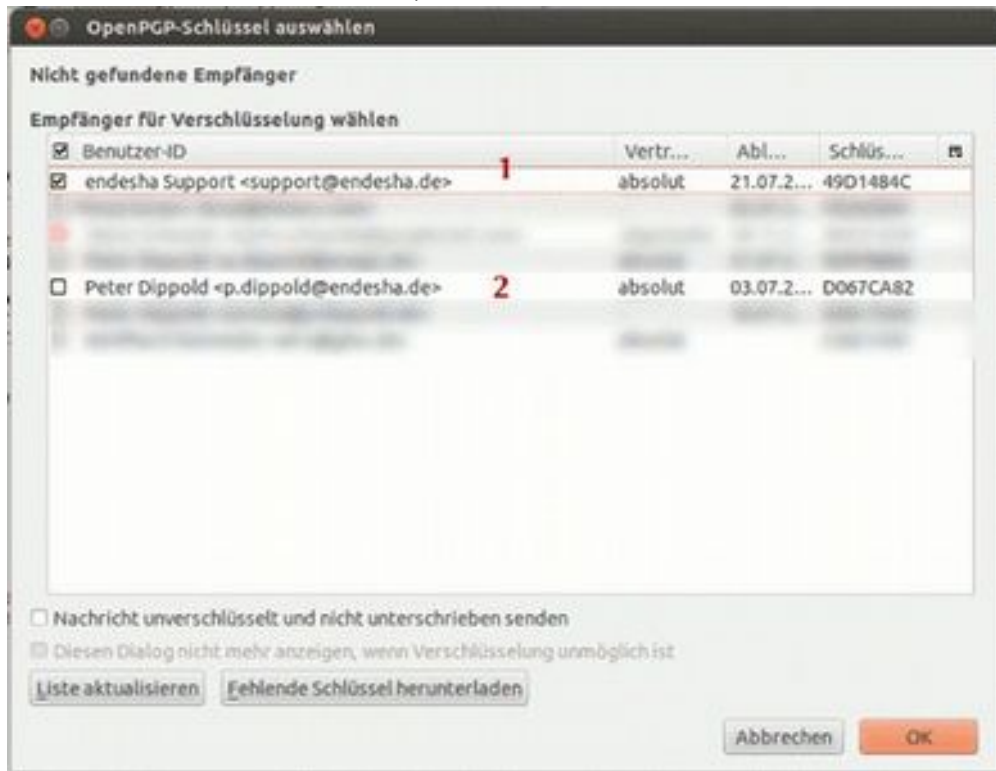 OpenPGP-Schlüssel auswählen
Nicht gefundene Empfänger
Empfänger für Verschlüsselung wählen
Benutzer-ID Vertr... Abl... Schlüs...
1
endesha Support <support@endesha.de> absolut 21.07.2... 49D1484C
Peter Dippold <p.dippold@endesha.de> 2 absolut 03.07.2... D067CA82
Nachricht unverschlüsselt und nicht unterschrieben senden
Diesen Dialog nicht mehr anzeigen, wenn Verschlüsselung unmöglich ist
Liste aktualisieren Fehlende Schlüssel herunterladen
Abbrechen OK